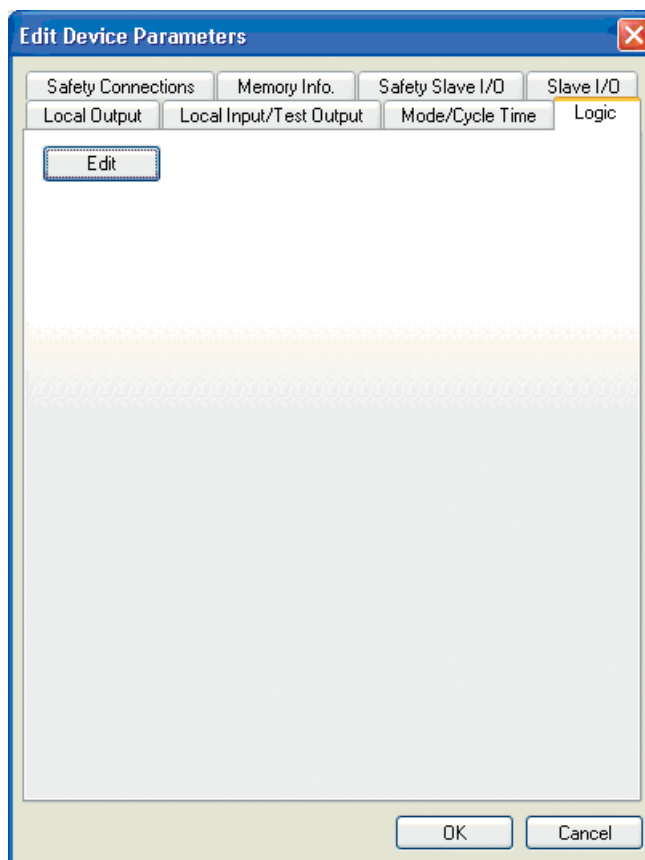 Edit Device Parameters
Safety Connections Memory Info. Safety Slave I/O Slave I/O
Local Output Local Input/Test Output Mode/Cycle Time Logic
Edit
OK Cancel